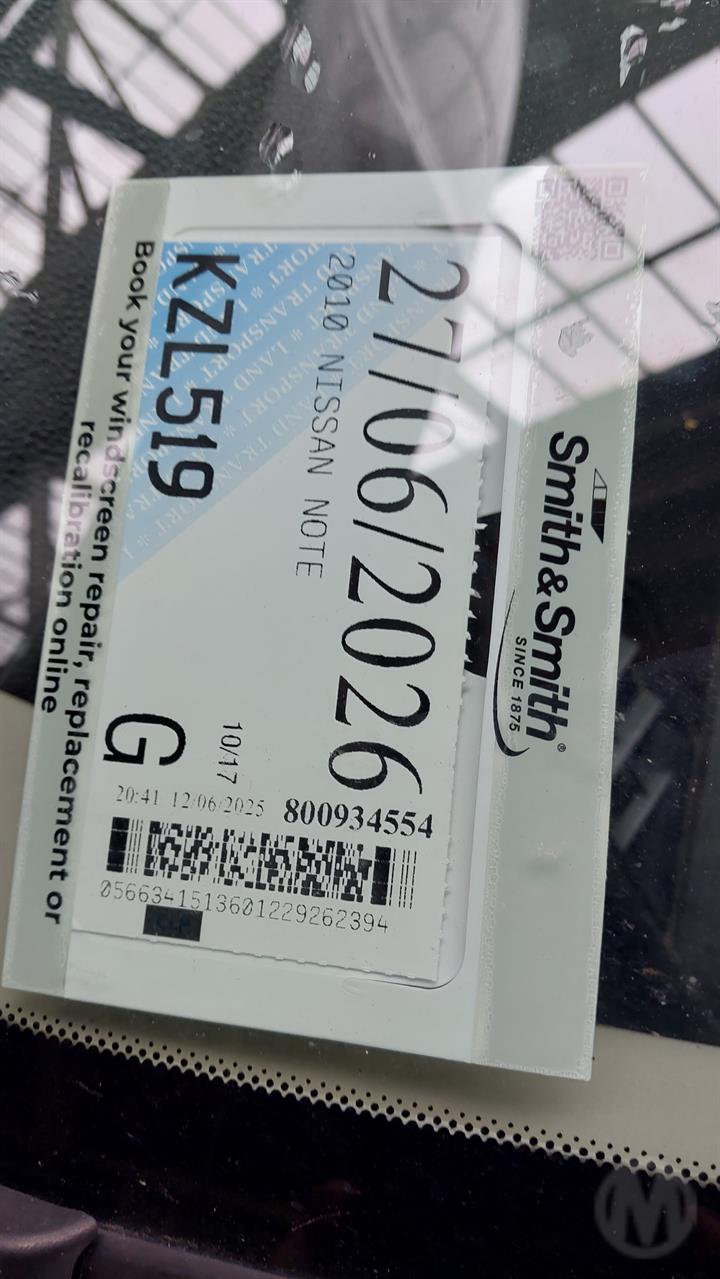 Smith&Smith®
SINCE 1875
27/06/2026
2010 NISSAN NOTE
KZL519
10/17
G
800934554
20:41 12/06/2025
0566341513601229262394
Book your windscreen repair, replacement or
recalibration online
M